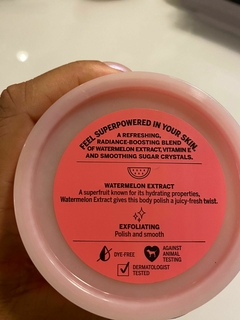 FEEL SUPERPOWERED IN YOUR SKIN.
A REFRESHING,
RADIANCE-BOOSTING BLEND
OF WATERMELON EXTRACT, VITAMIN E
AND SMOOTHING SUGAR CRYSTALS.
WATERMELON EXTRACT
A superfruit known for its hydrating properties,
Watermelon Extract gives this body polish a juicy-fresh twist.
EXFOLIATING
Polish and smooth
DYE-FREE
AGAINST
ANIMAL
TESTING
DERMATOLOGIST
TESTED